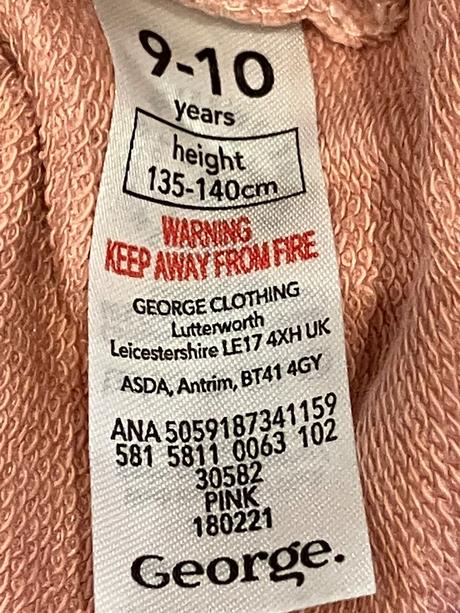 9-10
years
height
135-140cm
WARNING
KEEP AWAY FROM FIRE
GEORGE CLOTHING
Lutterworth
Leicestershire LE17 4XH UK
ASDA, Antrim, BT41 4GY
ANA 5059187341159
581 5811 0063 102
30582
PINK
180221
George.